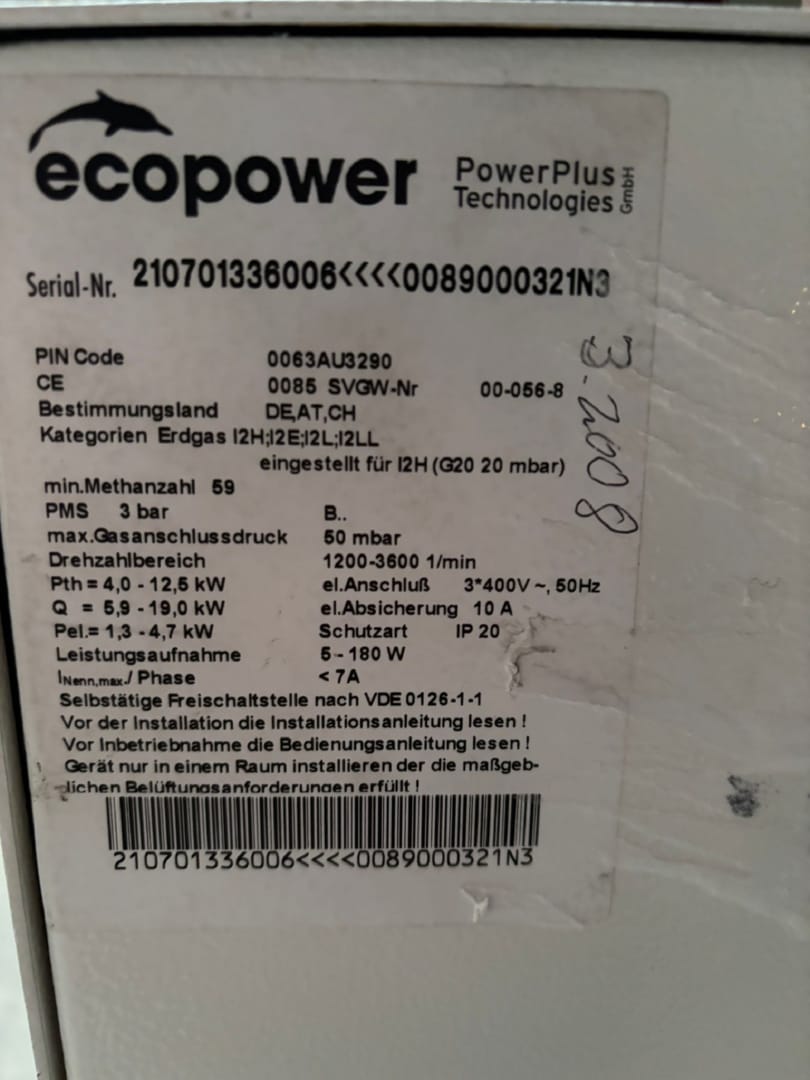 ecopower
PowerPlus
Technologies GmbH
Serial-Nr. 210701336006<<<<0089000321N3
PIN Code 0063AU3290
CE 0085 SVGW-Nr 00-056-8
Bestimmungsland DE,AT,CH
Kategorien Erdgas I2H;I2E;I2L;I2LL
eingestellt für I2H (G20 20 mbar)
min.Methanzahl 59
PMS 3 bar B..
max.Gasanschlussdruck 50 mbar
Drehzahlbereich 1200-3600 1/min
Pth = 4,0 - 12,5 kW el.Anschluß 3*400V ~, 50Hz
Q = 5,9 - 19,0 kW el.Absicherung 10 A
Pel.= 1,3 - 4,7 kW Schutzart IP 20
Leistungsaufnahme 5 - 180 W
INenn,max./ Phase < 7A
Selbstätige Freischaltstelle nach VDE 0126-1-1
Vor der Installation die Installationsanleitung lesen !
Vor Inbetriebnahme die Bedienungsanleitung lesen !
Gerät nur in einem Raum installieren der die maßgeb-
lichen Belüftungsanforderungen erfüllt !
210701336006<<<<0089000321N3
3.2008